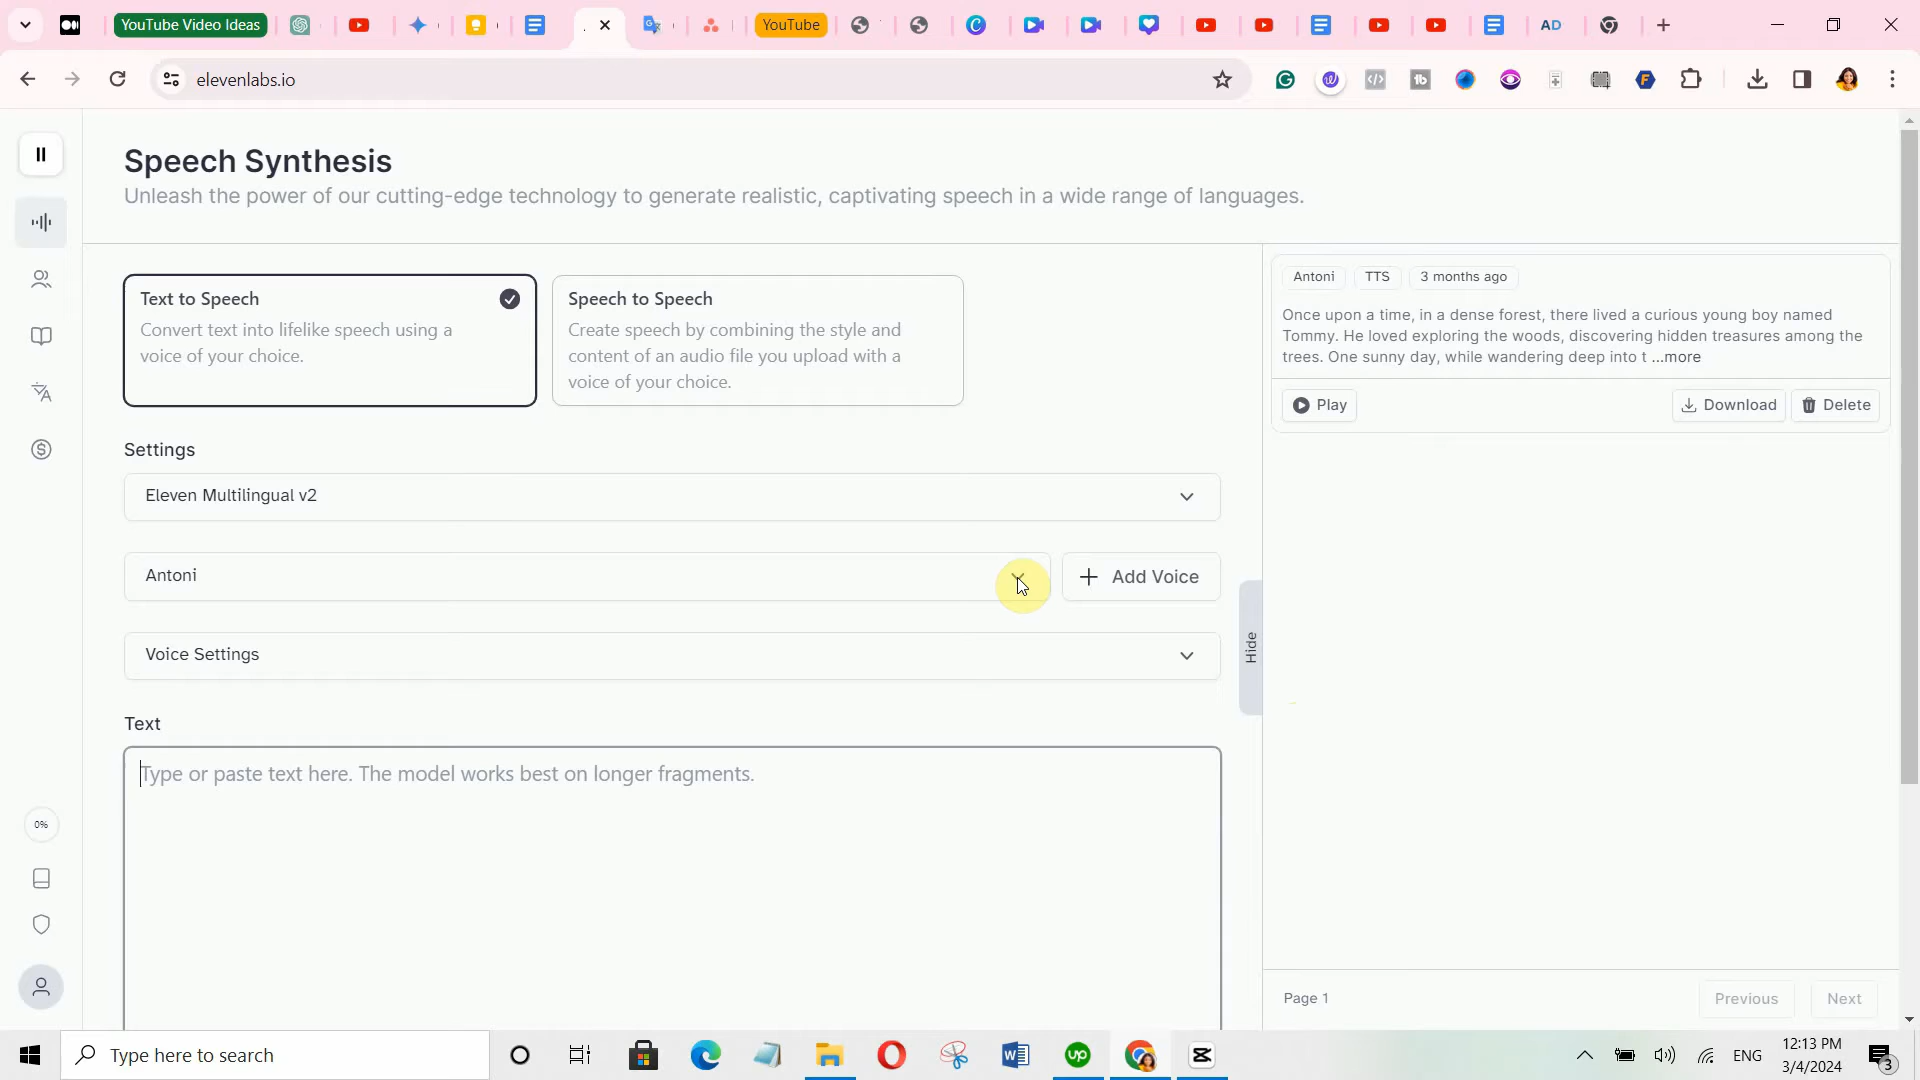 YouTube Video Ideas
YouTube
AD
elevenlabs.io
Speech Synthesis
Unleash the power of our cutting-edge technology to generate realistic, captivating speech in a wide range of languages.
Text to Speech
Convert text into lifelike speech using a
voice of your choice.
Speech to Speech
Create speech by combining the style and
content of an audio file you upload with a
voice of your choice.
Settings
Eleven Multilingual v2
Antoni
Add Voice
Voice Settings
Text
Type or paste text here. The model works best on longer fragments.
Hide
Antoni TTS 3 months ago
Once upon a time, in a dense forest, there lived a curious young boy named
Tommy. He loved exploring the woods, discovering hidden treasures among the
trees. One sunny day, while wandering deep into t ...more
Play Download Delete
Page 1 Previous Next
0%
Type here to search
up
ENG
12:13 PM
3/4/2024
3